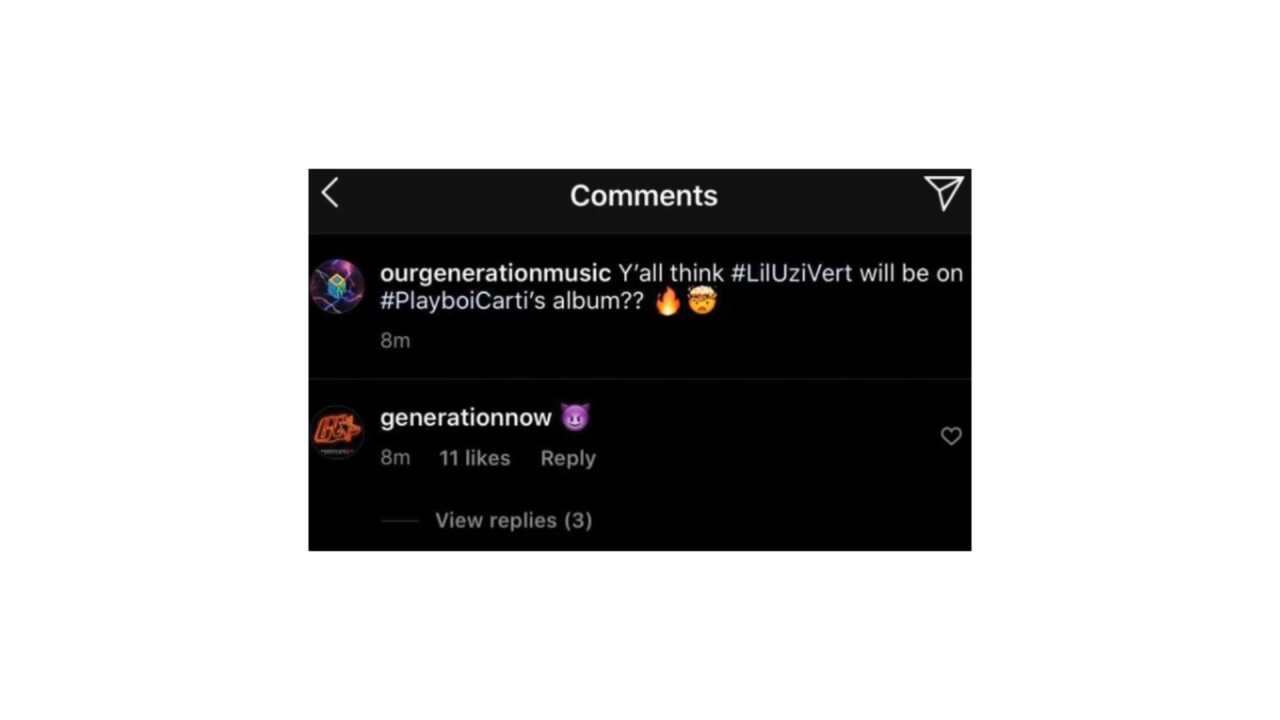 Comments
ourgenerationmusic Y'all think #LilUziVert will be on
#PlayboiCarti's album?? 🔥🤯
8m
generationnow 😈
8m 11 likes Reply
View replies (3)